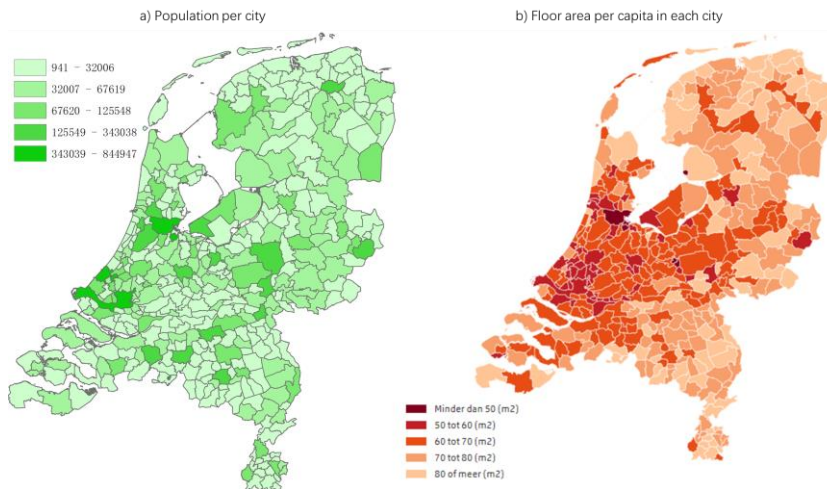 a) Population per city
b) Floor area per capita in each city
941 - 32006
32007 - 67619
67620 - 125548
125549 - 343038
343039 - 844947
Minder dan 50 (m2)
50 tot 60 (m2)
60 tot 70 (m2)
70 tot 80 (m2)
80 of meer (m2)